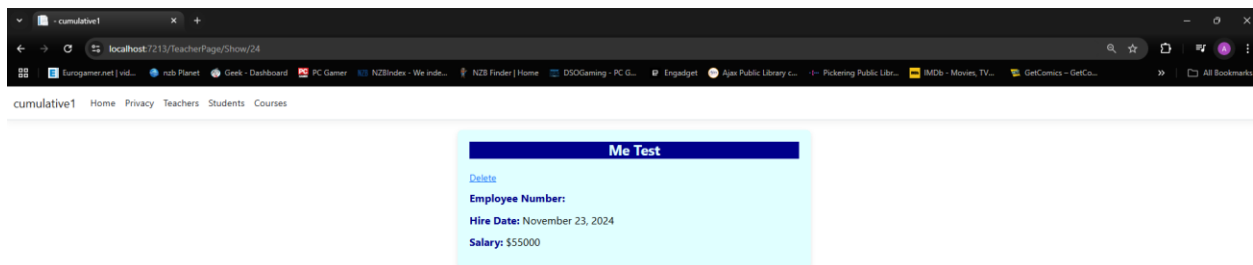 - cumulative1
localhost:7213/TeacherPage/Show/24
A
Eurogamer.net | vid... nzb Planet Geek - Dashboard PC Gamer NZBIndex - We inde... NZB Finder | Home DSOGaming - PC G... Engadget Ajax Public Library c... Pickering Public Libr... IMDb - Movies, TV... GetComics – GetCo... All Bookmarks
cumulative1 Home Privacy Teachers Students Courses
Me Test
Delete
Employee Number:
Hire Date: November 23, 2024
Salary: $55000